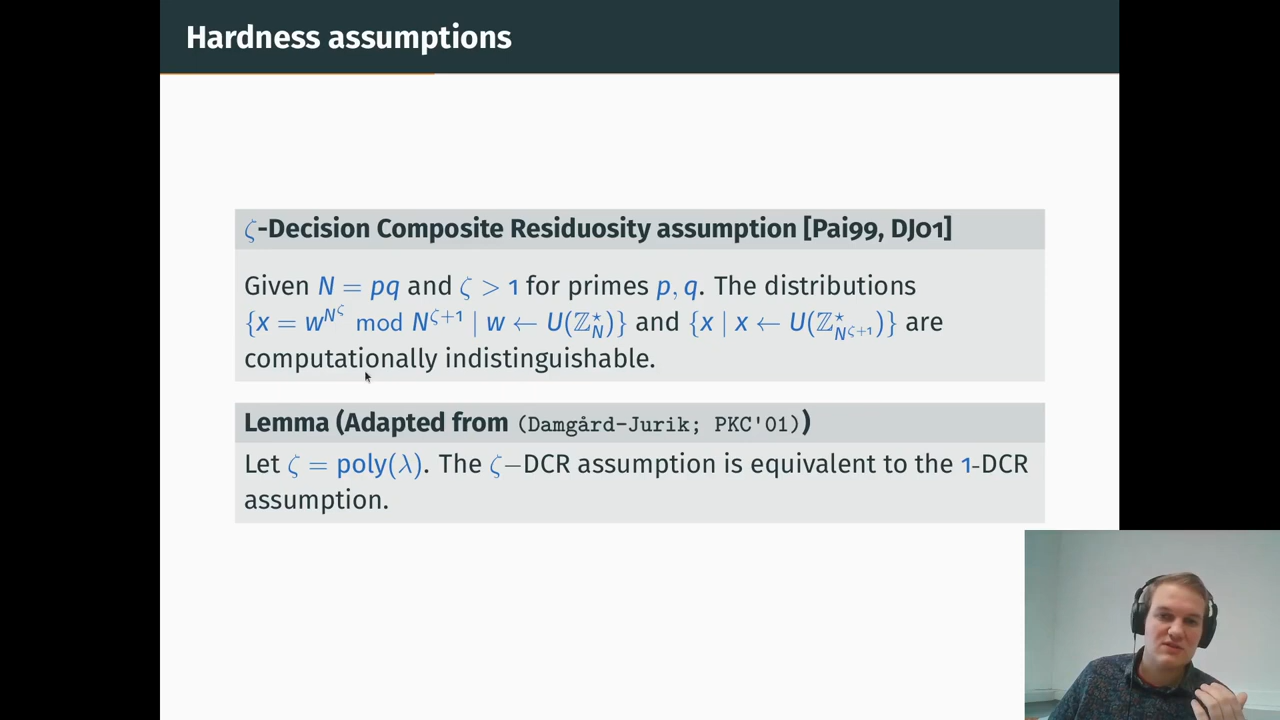 Hardness assumptions
ζ-Decision Composite Residuosity assumption [Pai99, DJ01]
Given N = pq and ζ > 1 for primes p, q. The distributions
{x = w^{N^ζ} mod N^{ζ+1} | w ← U(ℤ_N^⋆)} and {x | x ← U(ℤ^⋆_{N^{ζ+1}})} are
computationally indistinguishable.
Lemma (Adapted from (Damgård-Jurik; PKC'01))
Let ζ = poly(λ). The ζ−DCR assumption is equivalent to the 1-DCR
assumption.